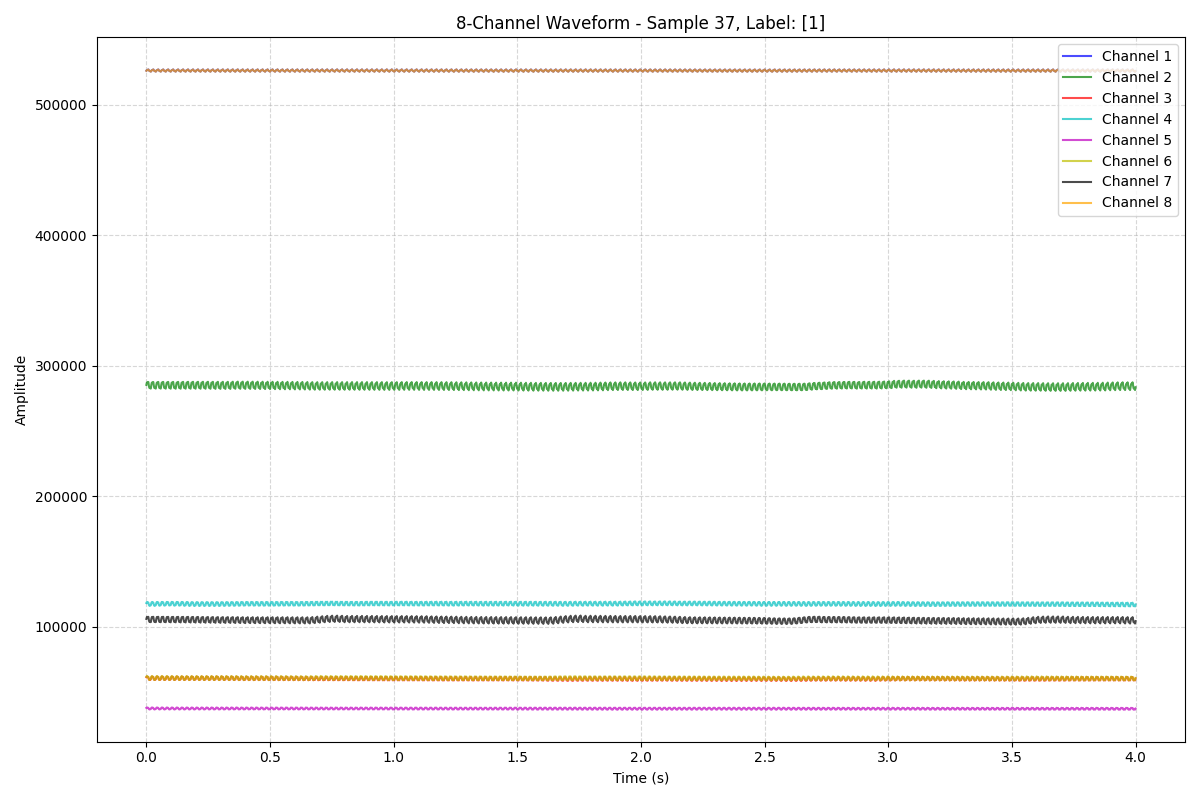 8-Channel Waveform - Sample 37, Label: [1]
Channel 1
Channel 2
Channel 3
Channel 4
Channel 5
Channel 6
Channel 7
Channel 8
500000
400000
300000
200000
100000
Amplitude
0.0 0.5 1.0 1.5 2.0 2.5 3.0 3.5 4.0
Time (s)